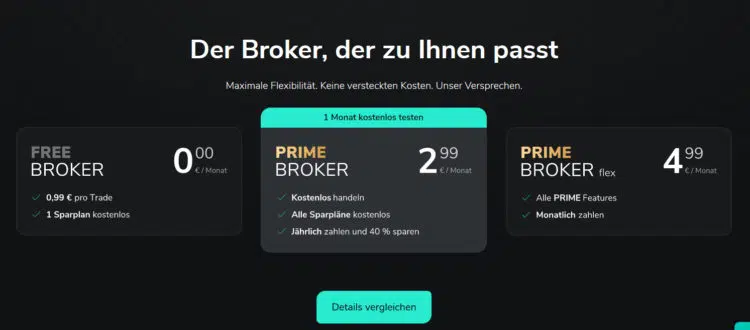 Der Broker, der zu Ihnen passt
Maximale Flexibilität. Keine versteckten Kosten. Unser Versprechen.
1 Monat kostenlos testen
FREE
BROKER
0 00
€ / Monat
0,99 € pro Trade
1 Sparplan kostenlos
PRIME
BROKER
2 99
€ / Monat
Kostenlos handeln
Alle Sparpläne kostenlos
Jährlich zahlen und 40 % sparen
PRIME
BROKER flex
4 99
€ / Monat
Alle PRIME Features
Monatlich zahlen
Details vergleichen